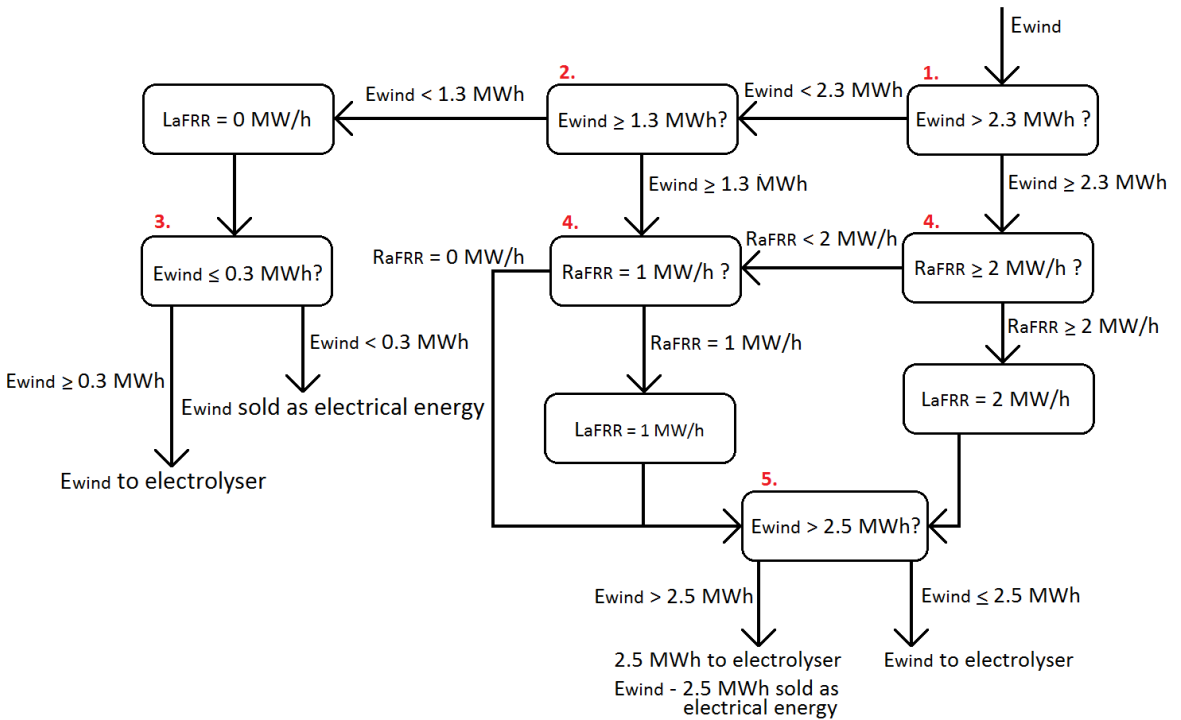 Ewind
1.
Ewind > 2.3 MWh ?
Ewind < 2.3 MWh
2.
Ewind ≥ 1.3 MWh?
Ewind < 1.3 MWh
LaFRR = 0 MW/h
Ewind ≥ 1.3 MWh
Ewind ≥ 2.3 MWh
3.
Ewind ≤ 0.3 MWh?
RaFRR = 0 MW/h
4.
RaFRR = 1 MW/h ?
RaFRR < 2 MW/h
4.
RaFRR ≥ 2 MW/h ?
Ewind ≥ 0.3 MWh
Ewind < 0.3 MWh
RaFRR = 1 MW/h
RaFRR ≥ 2 MW/h
Ewind sold as electrical energy
Ewind to electrolyser
LaFRR = 1 MW/h
LaFRR = 2 MW/h
5.
Ewind > 2.5 MWh?
Ewind > 2.5 MWh
Ewind ≤ 2.5 MWh
2.5 MWh to electrolyser
Ewind - 2.5 MWh sold as
electrical energy
Ewind to electrolyser